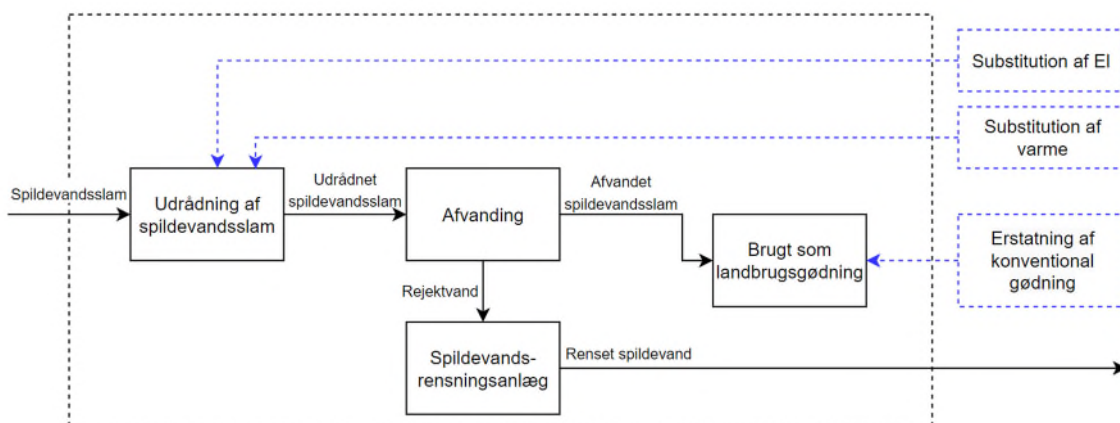 Substitution af El
Substitution af
varme
Spildevandsslam
Udrådning af
spildevandsslam
Udrådnet
spildevandsslam
Afvanding
Afvandet
spildevandsslam
Brugt som
landbrugsgødning
Erstatning af
konventional
gødning
Rejektvand
Spildevands-
rensningsanlæg
Renset spildevand